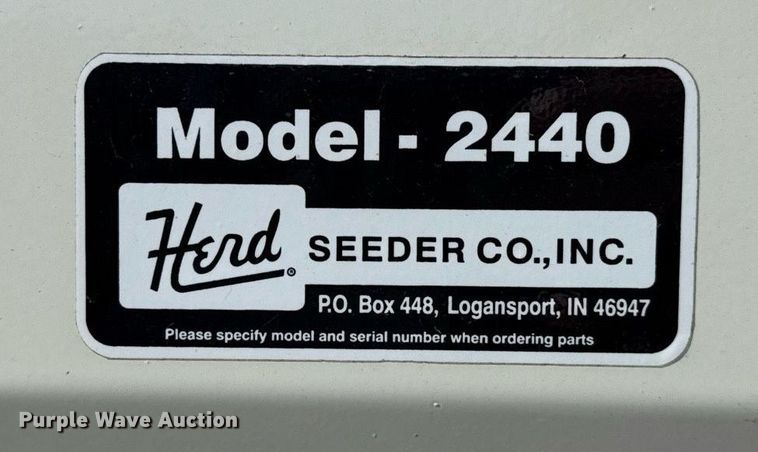 Model - 2440
Herd® SEEDER CO., INC.
P.O. Box 448, Logansport, IN 46947
Please specify model and serial number when ordering parts
Purple Wave Auction